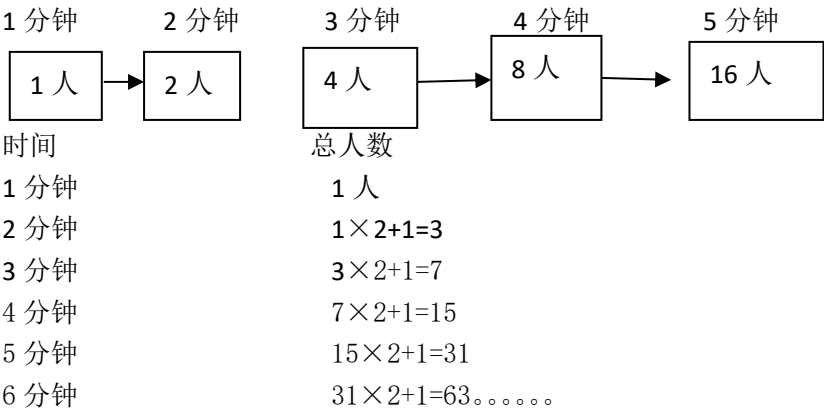 1 分钟 2 分钟 3 分钟 4 分钟 5 分钟
1 人 2 人 4 人 8 人 16 人
时间 总人数
1 分钟 1 人
2 分钟 1×2+1=3
3 分钟 3×2+1=7
4 分钟 7×2+1=15
5 分钟 15×2+1=31
6 分钟 31×2+1=63。。。。。。